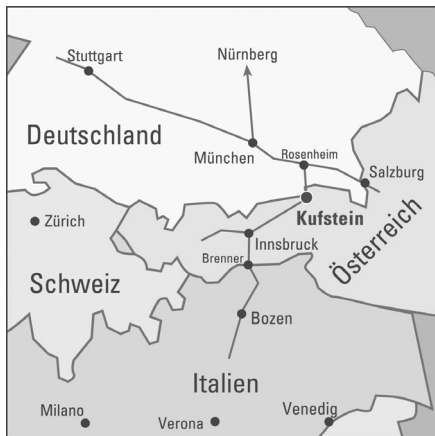 Stuttgart
Nürnberg
Deutschland
München
Rosenheim
Salzburg
Kufstein
Zürich
Innsbruck
Österreich
Brenner
Schweiz
Bozen
Italien
Milano
Verona
Venedig